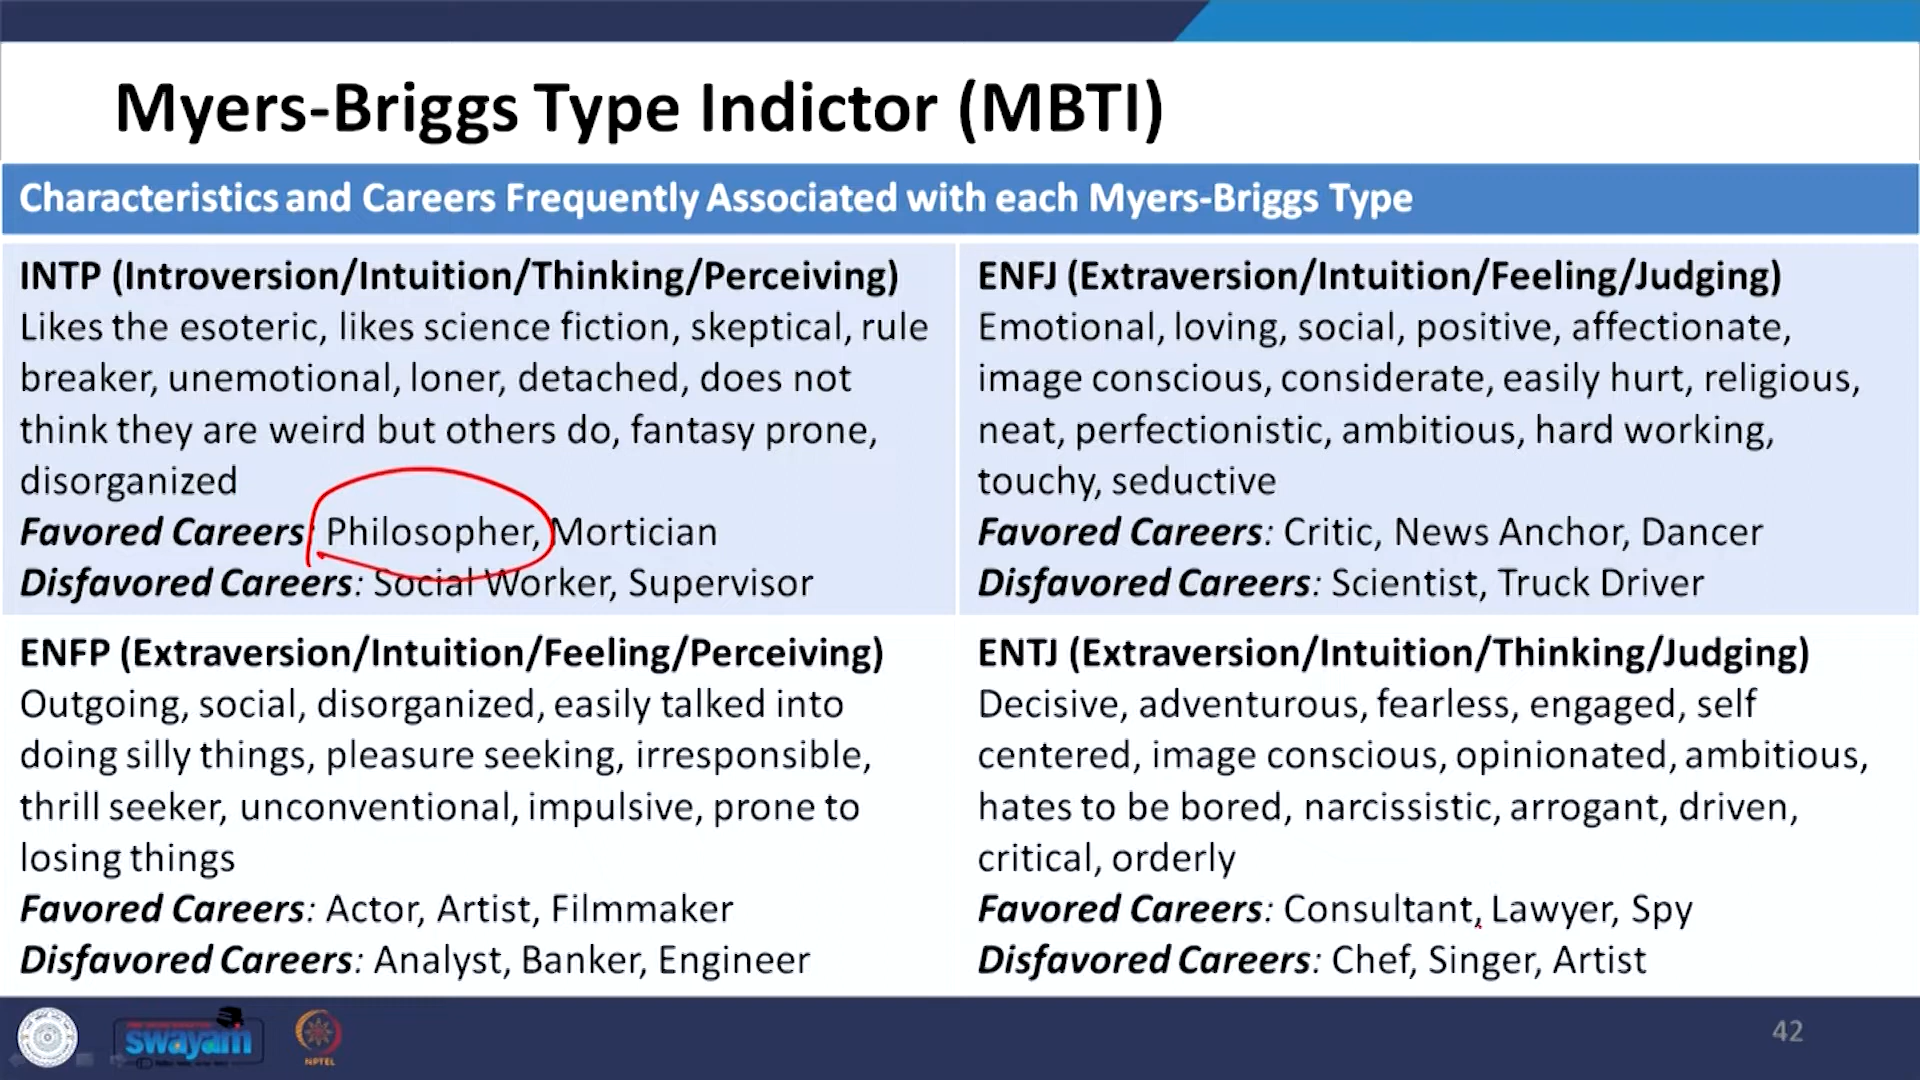 Myers-Briggs Type Indictor (MBTI)
Characteristics and Careers Frequently Associated with each Myers-Briggs Type
INTP (Introversion/Intuition/Thinking/Perceiving)
Likes the esoteric, likes science fiction, skeptical, rule
breaker, unemotional, loner, detached, does not
think they are weird but others do, fantasy prone,
disorganized
Favored Careers: Philosopher, Mortician
Disfavored Careers: Social Worker, Supervisor
ENFJ (Extraversion/Intuition/Feeling/Judging)
Emotional, loving, social, positive, affectionate,
image conscious, considerate, easily hurt, religious,
neat, perfectionistic, ambitious, hard working,
touchy, seductive
Favored Careers: Critic, News Anchor, Dancer
Disfavored Careers: Scientist, Truck Driver
ENFP (Extraversion/Intuition/Feeling/Perceiving)
Outgoing, social, disorganized, easily talked into
doing silly things, pleasure seeking, irresponsible,
thrill seeker, unconventional, impulsive, prone to
losing things
Favored Careers: Actor, Artist, Filmmaker
Disfavored Careers: Analyst, Banker, Engineer
ENTJ (Extraversion/Intuition/Thinking/Judging)
Decisive, adventurous, fearless, engaged, self
centered, image conscious, opinionated, ambitious,
hates to be bored, narcissistic, arrogant, driven,
critical, orderly
Favored Careers: Consultant, Lawyer, Spy
Disfavored Careers: Chef, Singer, Artist
swayam
NPTEL
42